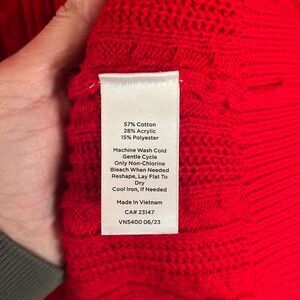 57% Cotton
28% Acrylic
15% Polyester
Machine Wash Cold
Gentle Cycle
Only Non-Chlorine
Bleach When Needed
Reshape, Lay Flat To
Dry
Cool Iron, If Needed
Made In Vietnam
CA# 23147
VN5400 06/23